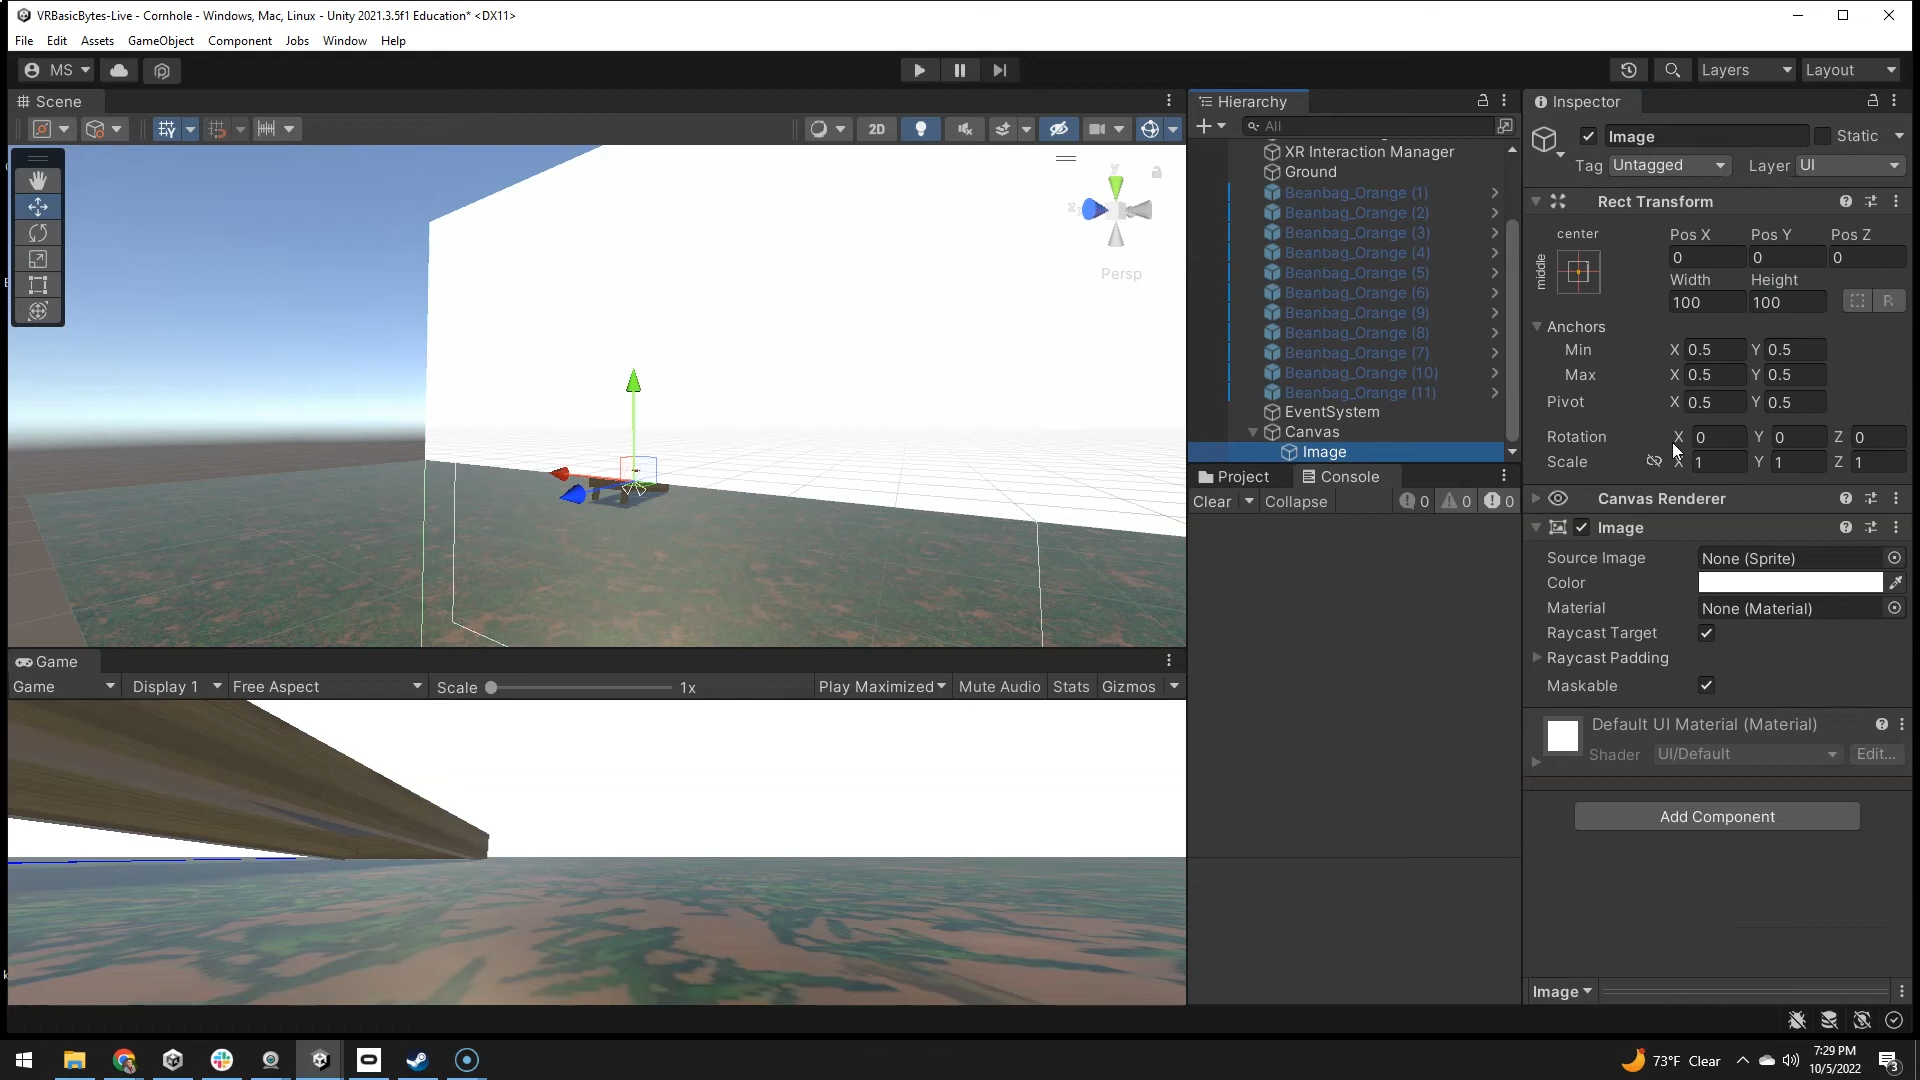 VRBasicBytes-Live - Cornhole - Windows, Mac, Linux - Unity 2021.3.5f1 Education* <DX11>
File Edit Assets GameObject Component Jobs Window Help
MS Layers Layout
Scene
2D
y
Persp
Game
Game Display 1 Free Aspect Scale 1x Play Maximized Mute Audio Stats Gizmos
Hierarchy
All
XR Interaction Manager
Ground
Beanbag_Orange (1)
Beanbag_Orange (2)
Beanbag_Orange (3)
Beanbag_Orange (4)
Beanbag_Orange (5)
Beanbag_Orange (6)
Beanbag_Orange (9)
Beanbag_Orange (8)
Beanbag_Orange (7)
Beanbag_Orange (10)
Beanbag_Orange (11)
EventSystem
Canvas
Image
Project Console
Clear Collapse 0 0 0
Inspector
Image Static
Tag Untagged Layer UI
Rect Transform
center Pos X Pos Y Pos Z
middle 0 0 0
Width Height
100 100 R
Anchors
Min X 0.5 Y 0.5
Max X 0.5 Y 0.5
Pivot X 0.5 Y 0.5
Rotation X 0 Y 0 Z 0
Scale X 1 Y 1 Z 1
Canvas Renderer
Image
Source Image None (Sprite)
Color
Material None (Material)
Raycast Target
Raycast Padding
Maskable
Default UI Material (Material)
Shader UI/Default Edit...
Add Component
Image
73°F Clear
7:29 PM
10/5/2022
3